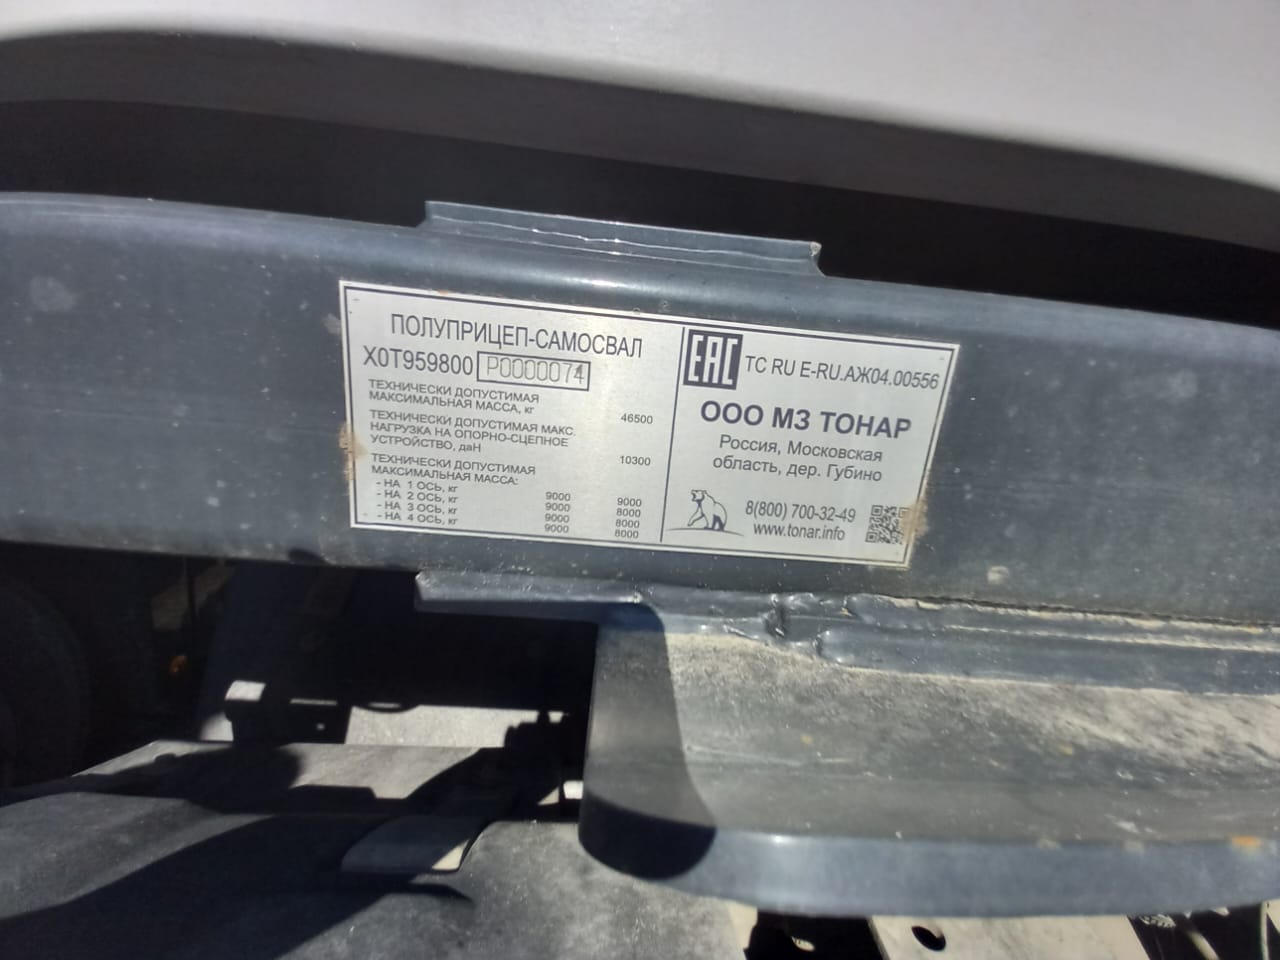 ПОЛУПРИЦЕП-САМОСВАЛ
X0T959800 P0000074
ТЕХНИЧЕСКИ ДОПУСТИМАЯ
МАКСИМАЛЬНАЯ МАССА, кг 46500
ТЕХНИЧЕСКИ ДОПУСТИМАЯ МАКС.
НАГРУЗКА НА ОПОРНО-СЦЕПНОЕ
УСТРОЙСТВО, даН 10300
ТЕХНИЧЕСКИ ДОПУСТИМАЯ
МАКСИМАЛЬНАЯ МАССА:
- НА 1 ОСЬ, кг 9000 9000
- НА 2 ОСЬ, кг 9000 8000
- НА 3 ОСЬ, кг 9000 8000
- НА 4 ОСЬ, кг 9000 8000
EAC TC RU E-RU.АЖ04.00556
ООО МЗ ТОНАР
Россия, Московская
область, дер. Губино
8(800) 700-32-49
www.tonar.info